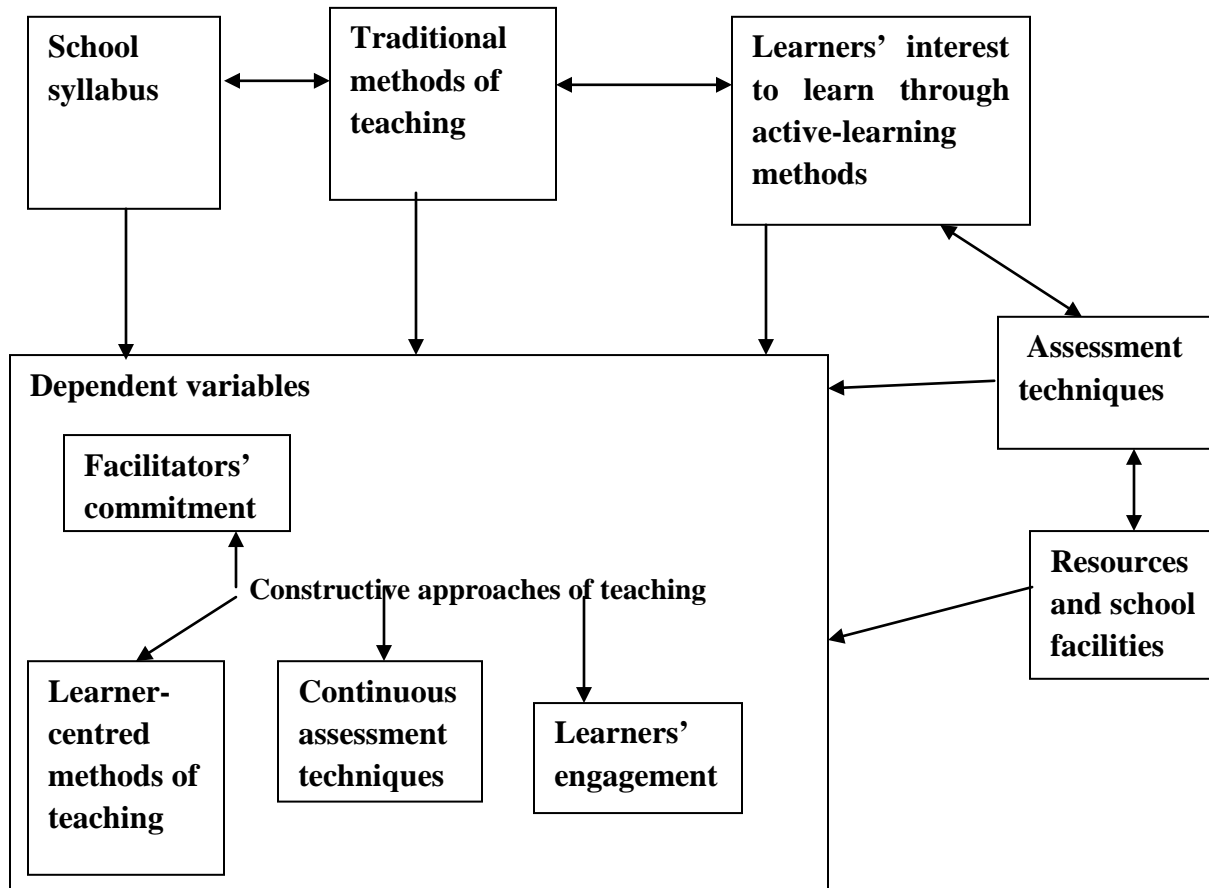 School
syllabus
Traditional
methods of
teaching
Learners’ interest
to learn through
active-learning
methods
Assessment
techniques
Dependent variables
Facilitators’
commitment
Resources
and school
facilities
Constructive approaches of teaching
Learner-
centred
methods of
teaching
Continuous
assessment
techniques
Learners’
engagement